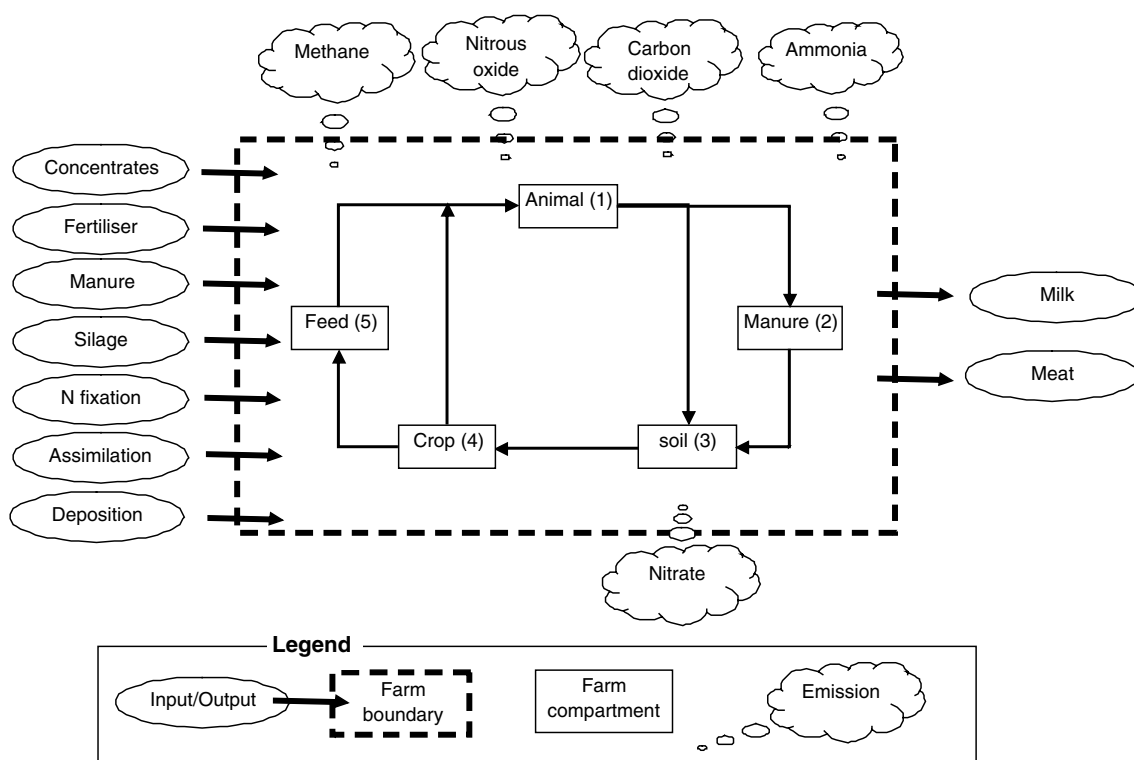 Methane
Nitrous
oxide
Carbon
dioxide
Ammonia
Concentrates
Fertiliser
Manure
Silage
N fixation
Assimilation
Deposition
Animal (1)
Feed (5)
Manure (2)
Crop (4)
soil (3)
Milk
Meat
Nitrate
Legend
Input/Output
Farm
boundary
Farm
compartment
Emission